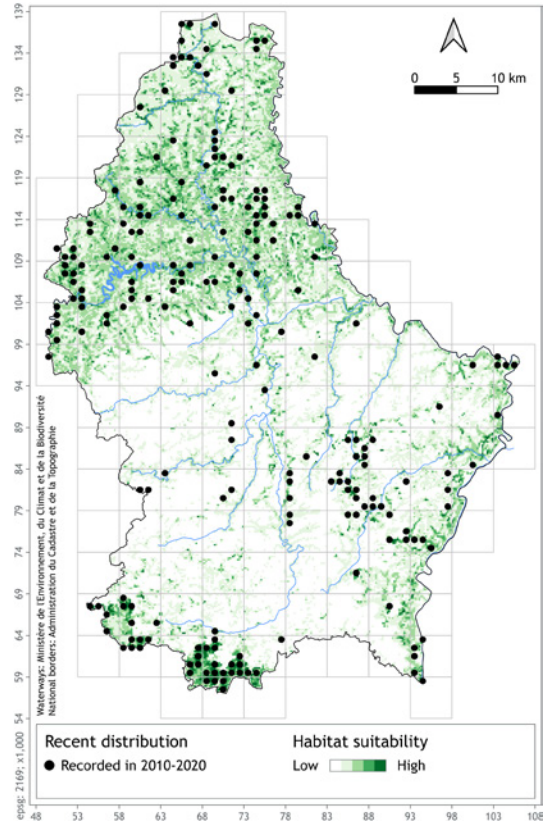 139
134
129
124
119
114
109
104
99
94
89
84
79
74
69
64
59
54
0 5 10 km
Waterways: Ministère de l'Environnement, du Climat et de la Biodiversité
National borders: Administration du Cadastre et de la Topographie
epsg: 2169; x1,000
Recent distribution
Recorded in 2010-2020
Habitat suitability
Low High
48 53 58 63 68 73 78 83 88 93 98 103 108